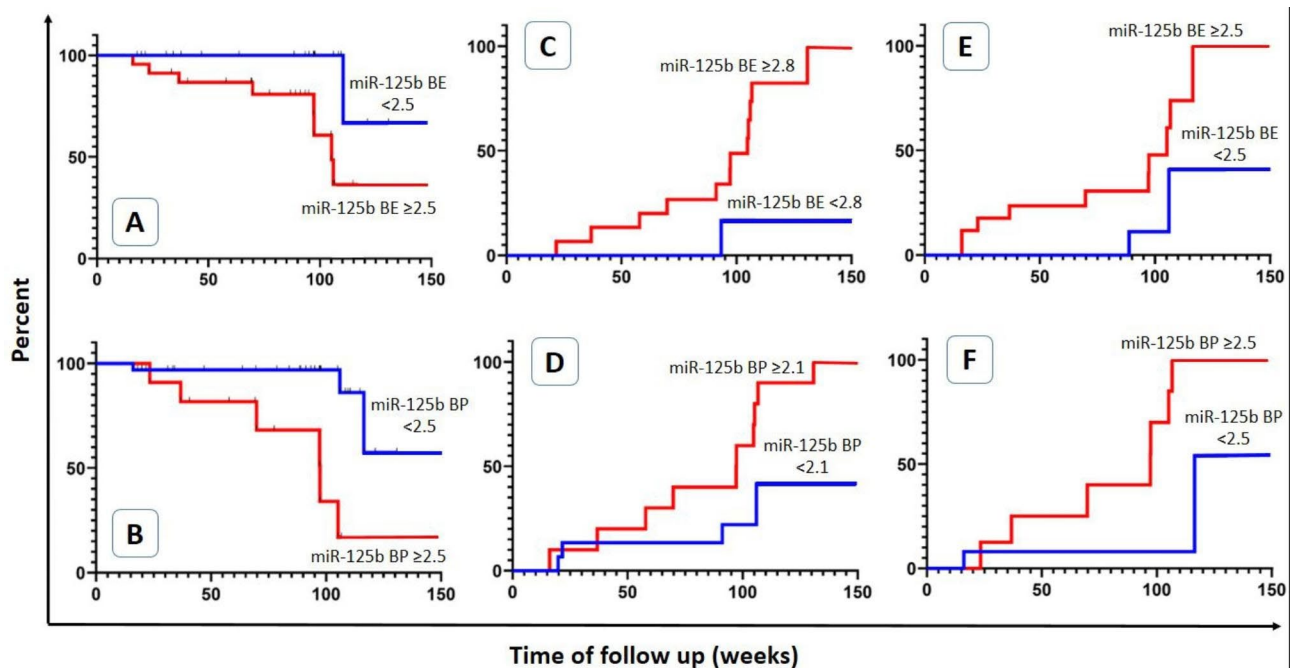 Percent
100
50
0
0
50
100
150
miR-125b BE
<2.5
miR-125b BE ≥2.5
A
100
50
0
0
50
100
150
miR-125b BE ≥2.8
miR-125b BE <2.8
C
100
50
0
0
50
100
150
miR-125b BE ≥2.5
miR-125b BE
<2.5
E
100
50
0
0
50
100
150
miR-125b BP
<2.5
miR-125b BP ≥2.5
B
100
50
0
0
50
100
150
miR-125b BP ≥2.1
miR-125b BP
<2.1
D
100
50
0
0
50
100
150
miR-125b BP ≥2.5
miR-125b BP
<2.5
F
Time of follow up (weeks)